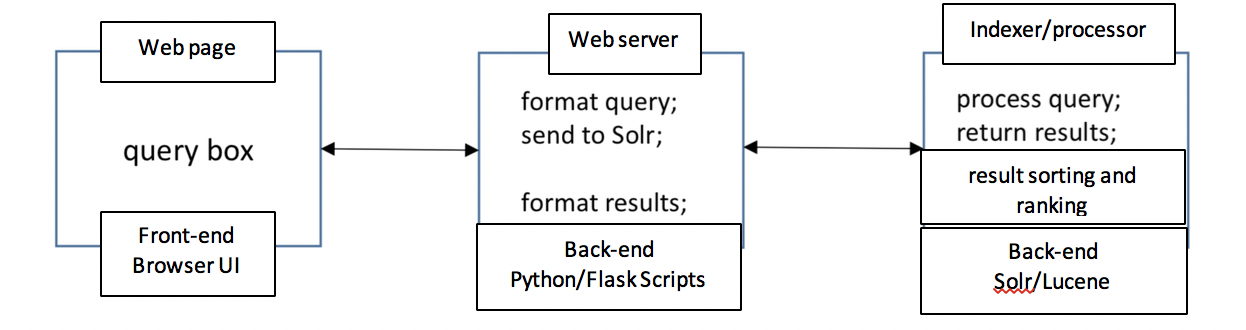 Web page
query box
Front-end
Browser UI
Web server
format query;
send to Solr;
format results;
Back-end
Python/Flask Scripts
Indexer/processor
process query;
return results;
result sorting and
ranking
Back-end
Solr/Lucene